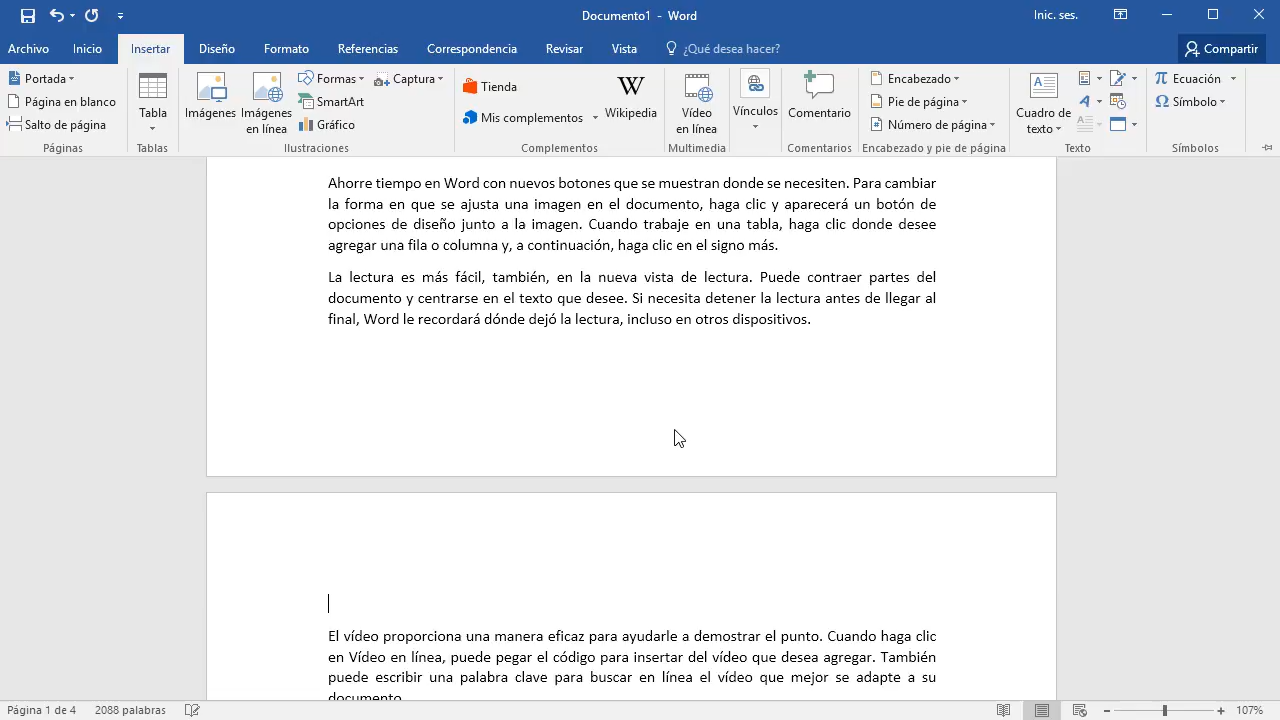 Documento1 - Word
Inic. ses.
Archivo Inicio Insertar Diseño Formato Referencias Correspondencia Revisar Vista ¿Qué desea hacer? Compartir
Portada
Página en blanco
Salto de página
Páginas
Tabla
Tablas
Imágenes
Imágenes en línea
Formas
SmartArt
Gráfico
Captura
Ilustraciones
Tienda
Mis complementos
Wikipedia
Complementos
Vídeo en línea
Multimedia
Vínculos
Comentario
Comentarios
Encabezado
Pie de página
Número de página
Encabezado y pie de página
Cuadro de texto
Texto
Ecuación
Símbolo
Símbolos
Ahorre tiempo en Word con nuevos botones que se muestran donde se necesiten. Para cambiar
la forma en que se ajusta una imagen en el documento, haga clic y aparecerá un botón de
opciones de diseño junto a la imagen. Cuando trabaje en una tabla, haga clic donde desee
agregar una fila o columna y, a continuación, haga clic en el signo más.
La lectura es más fácil, también, en la nueva vista de lectura. Puede contraer partes del
documento y centrarse en el texto que desee. Si necesita detener la lectura antes de llegar al
final, Word le recordará dónde dejó la lectura, incluso en otros dispositivos.
El vídeo proporciona una manera eficaz para ayudarle a demostrar el punto. Cuando haga clic
en Vídeo en línea, puede pegar el código para insertar del vídeo que desea agregar. También
puede escribir una palabra clave para buscar en línea el vídeo que mejor se adapte a su
documento.
Página 1 de 4 2088 palabras 107%